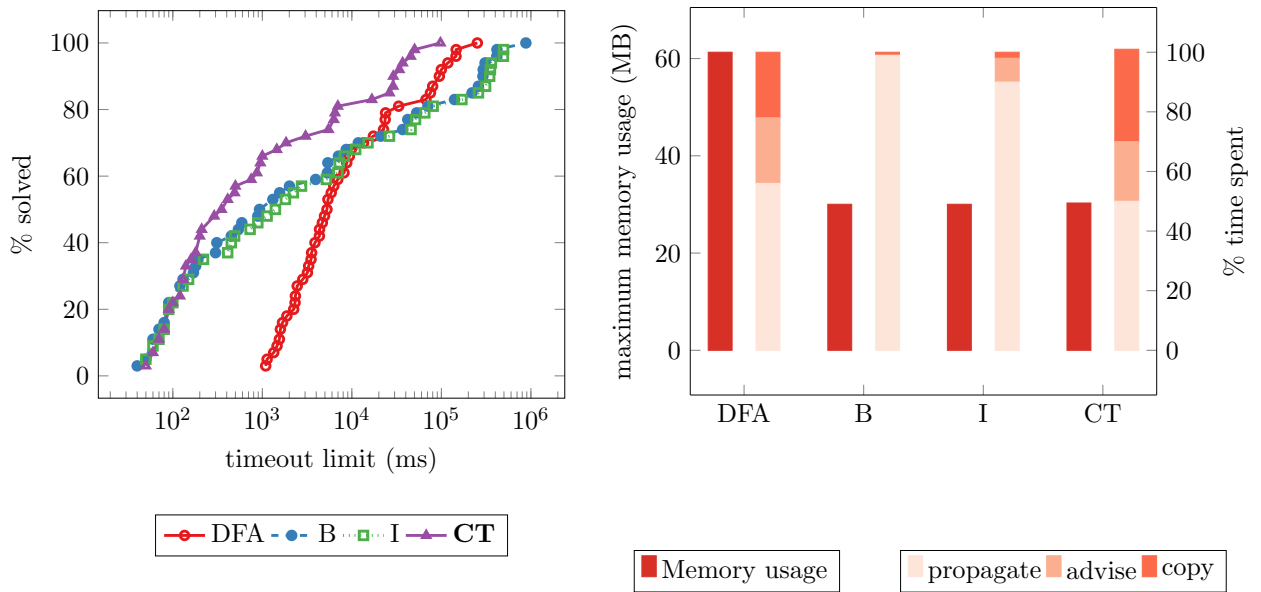 % solved
100
80
60
40
20
0
10^2 10^3 10^4 10^5 10^6
timeout limit (ms)
DFA B I CT
maximum memory usage (MB)
60
40
20
0
100
80
60
40
20
0
% time spent
DFA B I CT
Memory usage
propagate advise copy